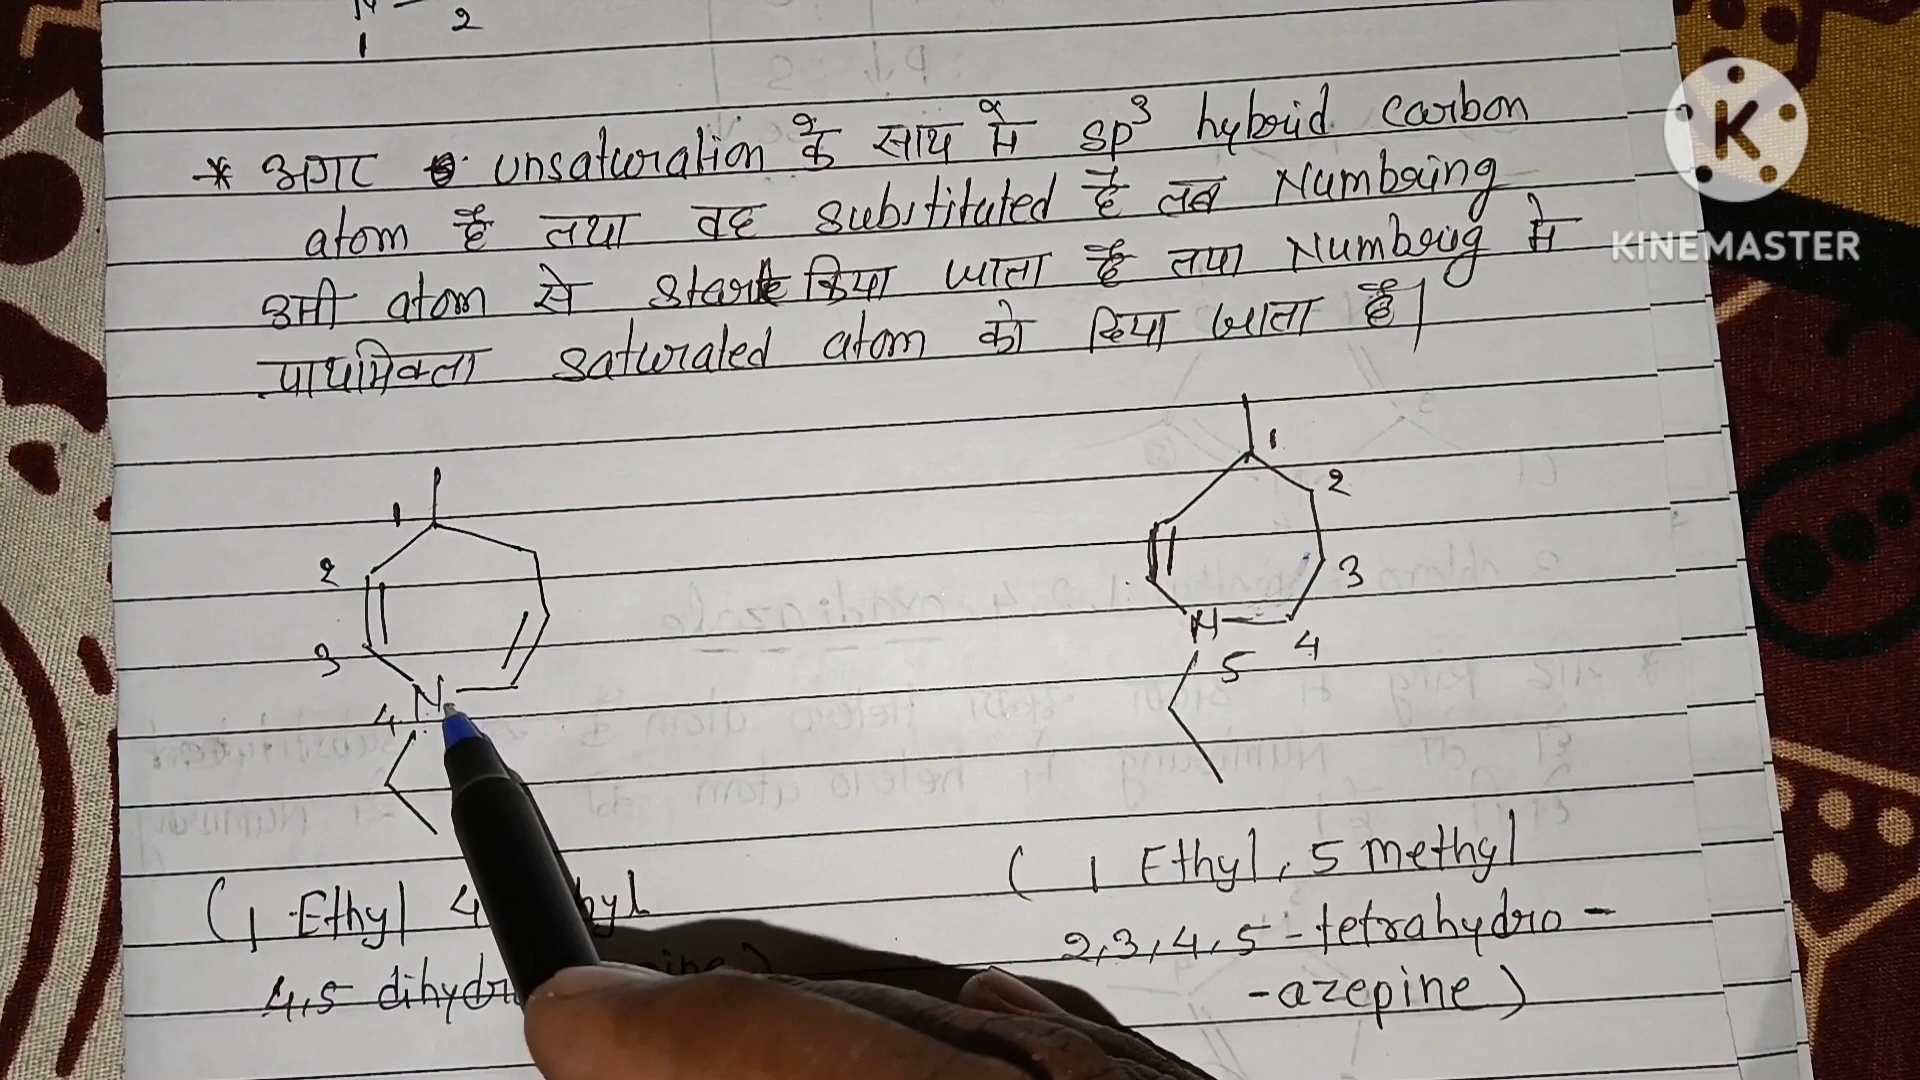 N 2
1
* अगर unsaturation के साथ मे sp³ hybrid carbon
atom है तथा वह substituted है तब Numbering
उसी atom से start किया जाता है तथा Numbering मे
प्राथमिकता saturated atom को दिया जाता है।
K
KINEMASTER
1
2
3
4 N
1
2
3
4
N
5
(1 Ethyl 4 hyl
4,5 dihydr pine)
( 1 Ethyl, 5 methyl
2,3,4,5-tetrahydro-
-azepine)